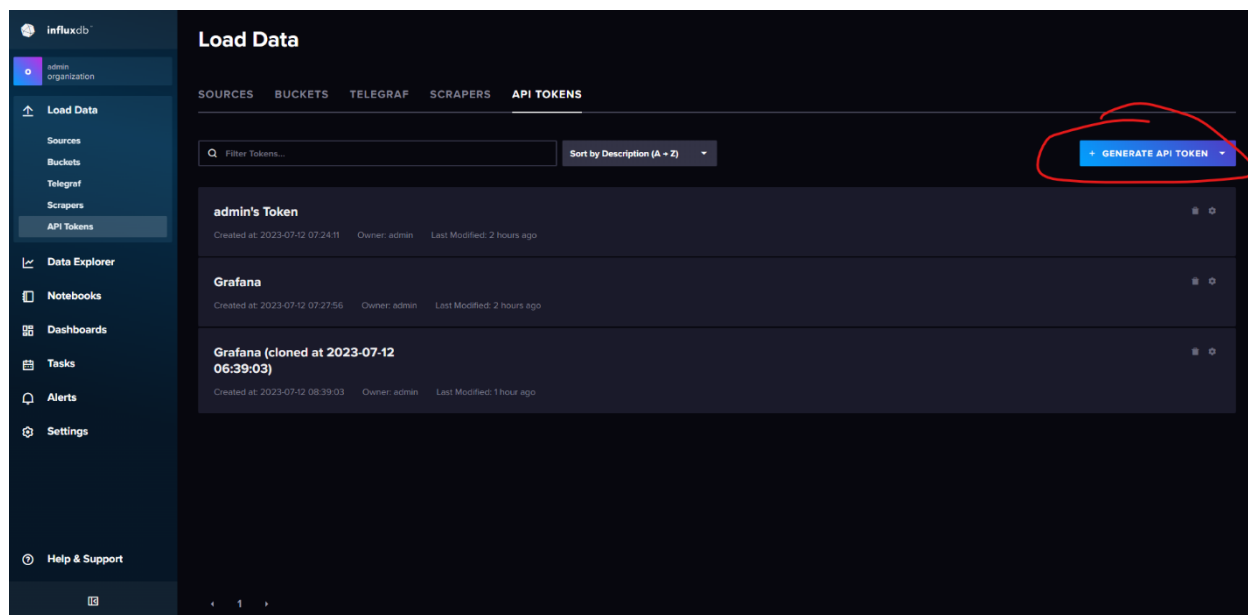 influxdb™
admin
organization
Load Data
Sources
Buckets
Telegraf
Scrapers
API Tokens
Data Explorer
Notebooks
Dashboards
Tasks
Alerts
Settings
Help & Support
Load Data
SOURCES BUCKETS TELEGRAF SCRAPERS API TOKENS
Filter Tokens... Sort by Description (A → Z) + GENERATE API TOKEN
admin's Token
Created at: 2023-07-12 07:24:11 Owner: admin Last Modified: 2 hours ago
Grafana
Created at: 2023-07-12 07:27:56 Owner: admin Last Modified: 2 hours ago
Grafana (cloned at 2023-07-12
06:39:03)
Created at: 2023-07-12 08:39:03 Owner: admin Last Modified: 1 hour ago
1